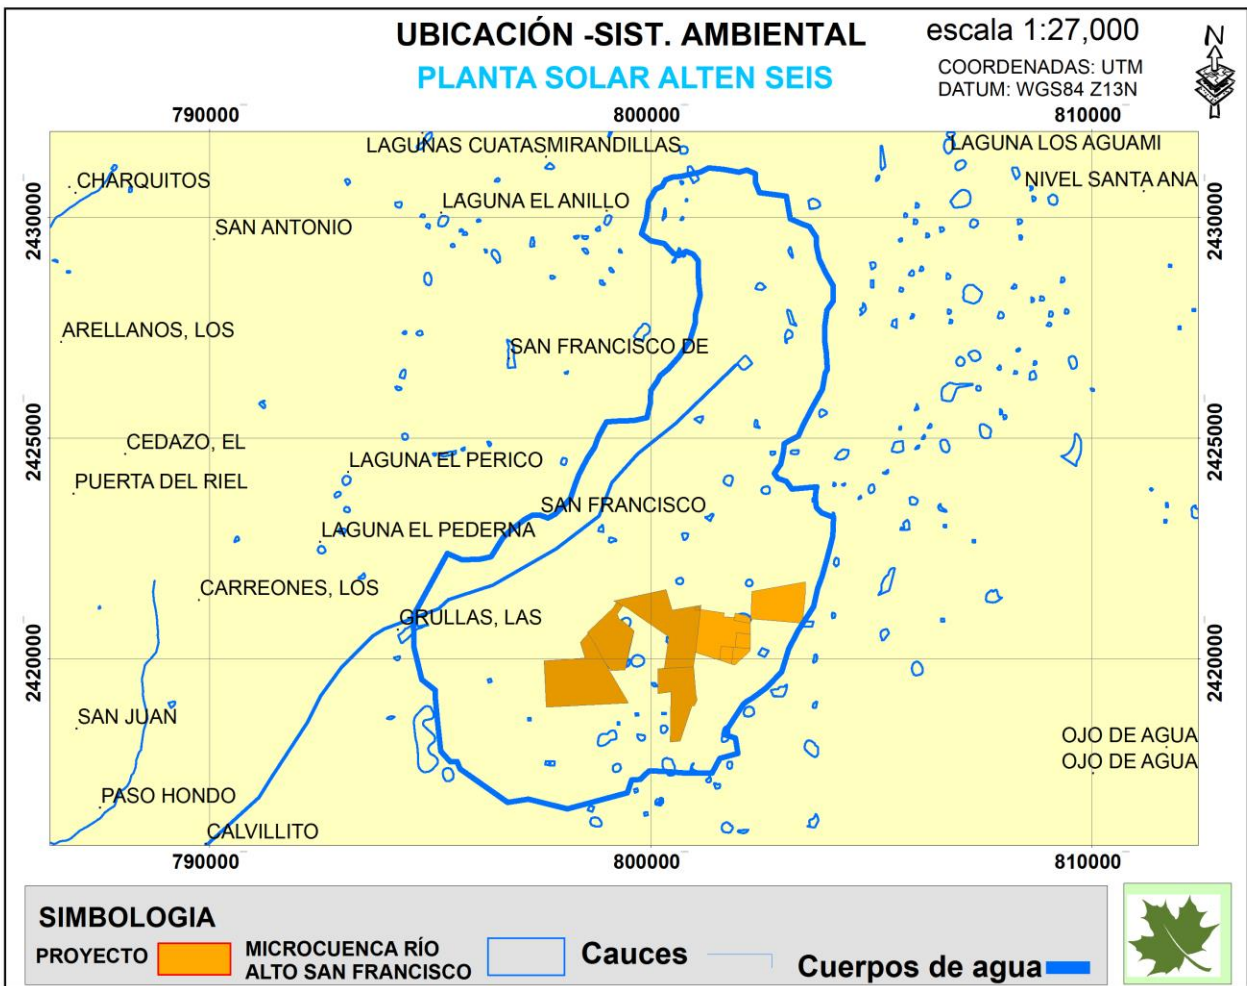 UBICACIÓN -SIST. AMBIENTAL
PLANTA SOLAR ALTEN SEIS
escala 1:27,000
COORDENADAS: UTM
DATUM: WGS84 Z13N
N
790000
800000
810000
LAGUNAS CUATASMIRANDILLAS
LAGUNA LOS AGUAMI
CHARQUITOS
NIVEL SANTA ANA
LAGUNA EL ANILLO
2430000
2430000
SAN ANTONIO
ARELLANOS, LOS
SAN FRANCISCO DE
CEDAZO, EL
2425000
2425000
LAGUNA EL PERICO
PUERTA DEL RIEL
SAN FRANCISCO
LAGUNA EL PEDERNA
CARREONES, LOS
GRULLAS, LAS
2420000
2420000
SAN JUAN
OJO DE AGUA
OJO DE AGUA
PASO HONDO
CALVILLITO
790000
800000
810000
SIMBOLOGIA
PROYECTO
MICROCUENCA RÍO
ALTO SAN FRANCISCO
Cauces
Cuerpos de agua